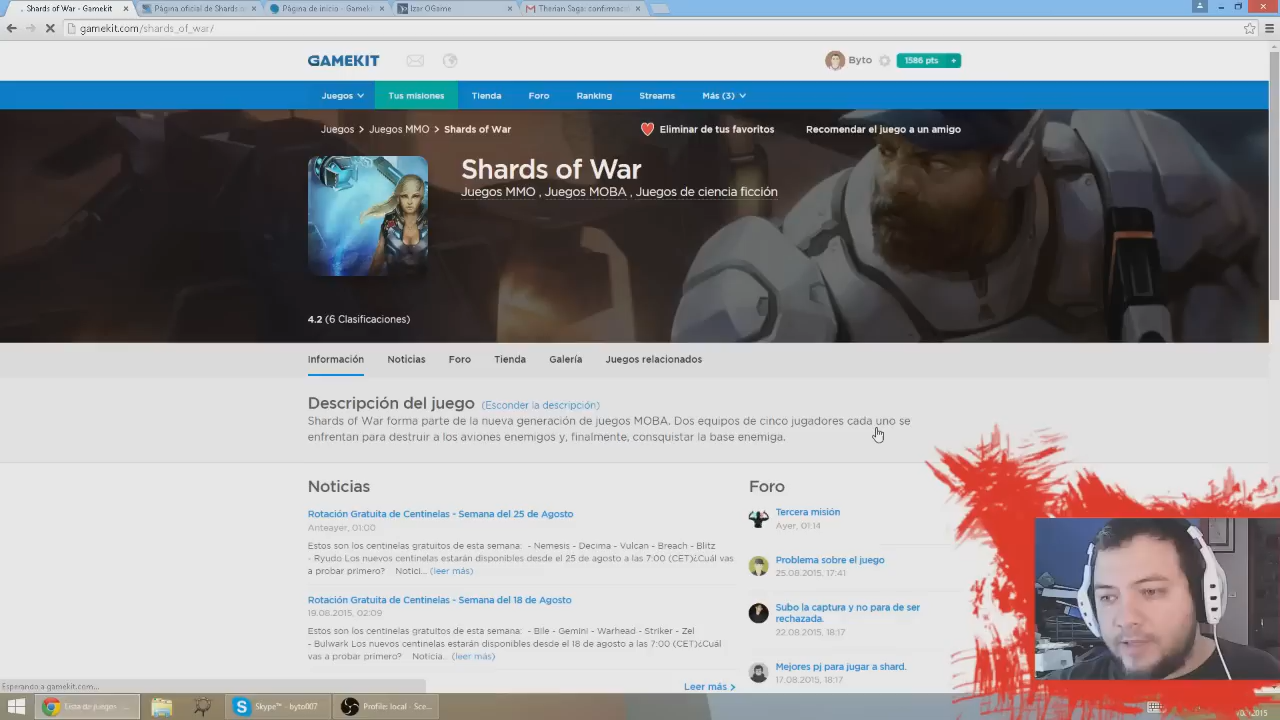 Shards of War - Gamekit
Página oficial de Shards
Página de inicio - Gamekit
Izar OGame
Therian Saga: confirmaci
gamekit.com/shards_of_war/
GAMEKIT
Byto
1586 pts +
Juegos
Tus misiones
Tienda
Foro
Ranking
Streams
Más (3)
Juegos > Juegos MMO > Shards of War
Eliminar de tus favoritos
Recomendar el juego a un amigo
Shards of War
Juegos MMO , Juegos MOBA , Juegos de ciencia ficción
4.2 (6 Clasificaciones)
Información
Noticias
Foro
Tienda
Galería
Juegos relacionados
Descripción del juego (Esconder la descripción)
Shards of War forma parte de la nueva generación de juegos MOBA. Dos equipos de cinco jugadores cada uno se
enfrentan para destruir a los aviones enemigos y, finalmente, consquistar la base enemiga.
Noticias
Rotación Gratuita de Centinelas - Semana del 25 de Agosto
Anteayer, 01:00
Estos son los centinelas gratuitos de esta semana: - Nemesis - Decima - Vulcan - Breach - Blitz
- Ryudo Los nuevos centinelas estarán disponibles desde el 25 de agosto a las 7:00 (CET)¿Cuál
vas a probar primero? Notici... (leer más)
Rotación Gratuita de Centinelas - Semana del 18 de Agosto
19.08.2015, 02:09
Estos son los centinelas gratuitos de esta semana: - Bile - Gemini - Warhead - Striker - Zel
- Bulwark Los nuevos centinelas estarán disponibles desde el 18 de agosto a las 7:00 (CET)¿Cuál
vas a probar primero? Noticia... (leer más)
Leer más >
Foro
Tercera misión
Ayer, 01:14
Problema sobre el juego
25.08.2015, 17:41
Subo la captura y no para de ser
rechazada.
22.08.2015, 18:17
Mejores pj para jugar a shard.
17.08.2015, 18:17
Esperando a gamekit.com...
Lista de juegos
Skype™ - byto007
Profile: local - Sce...